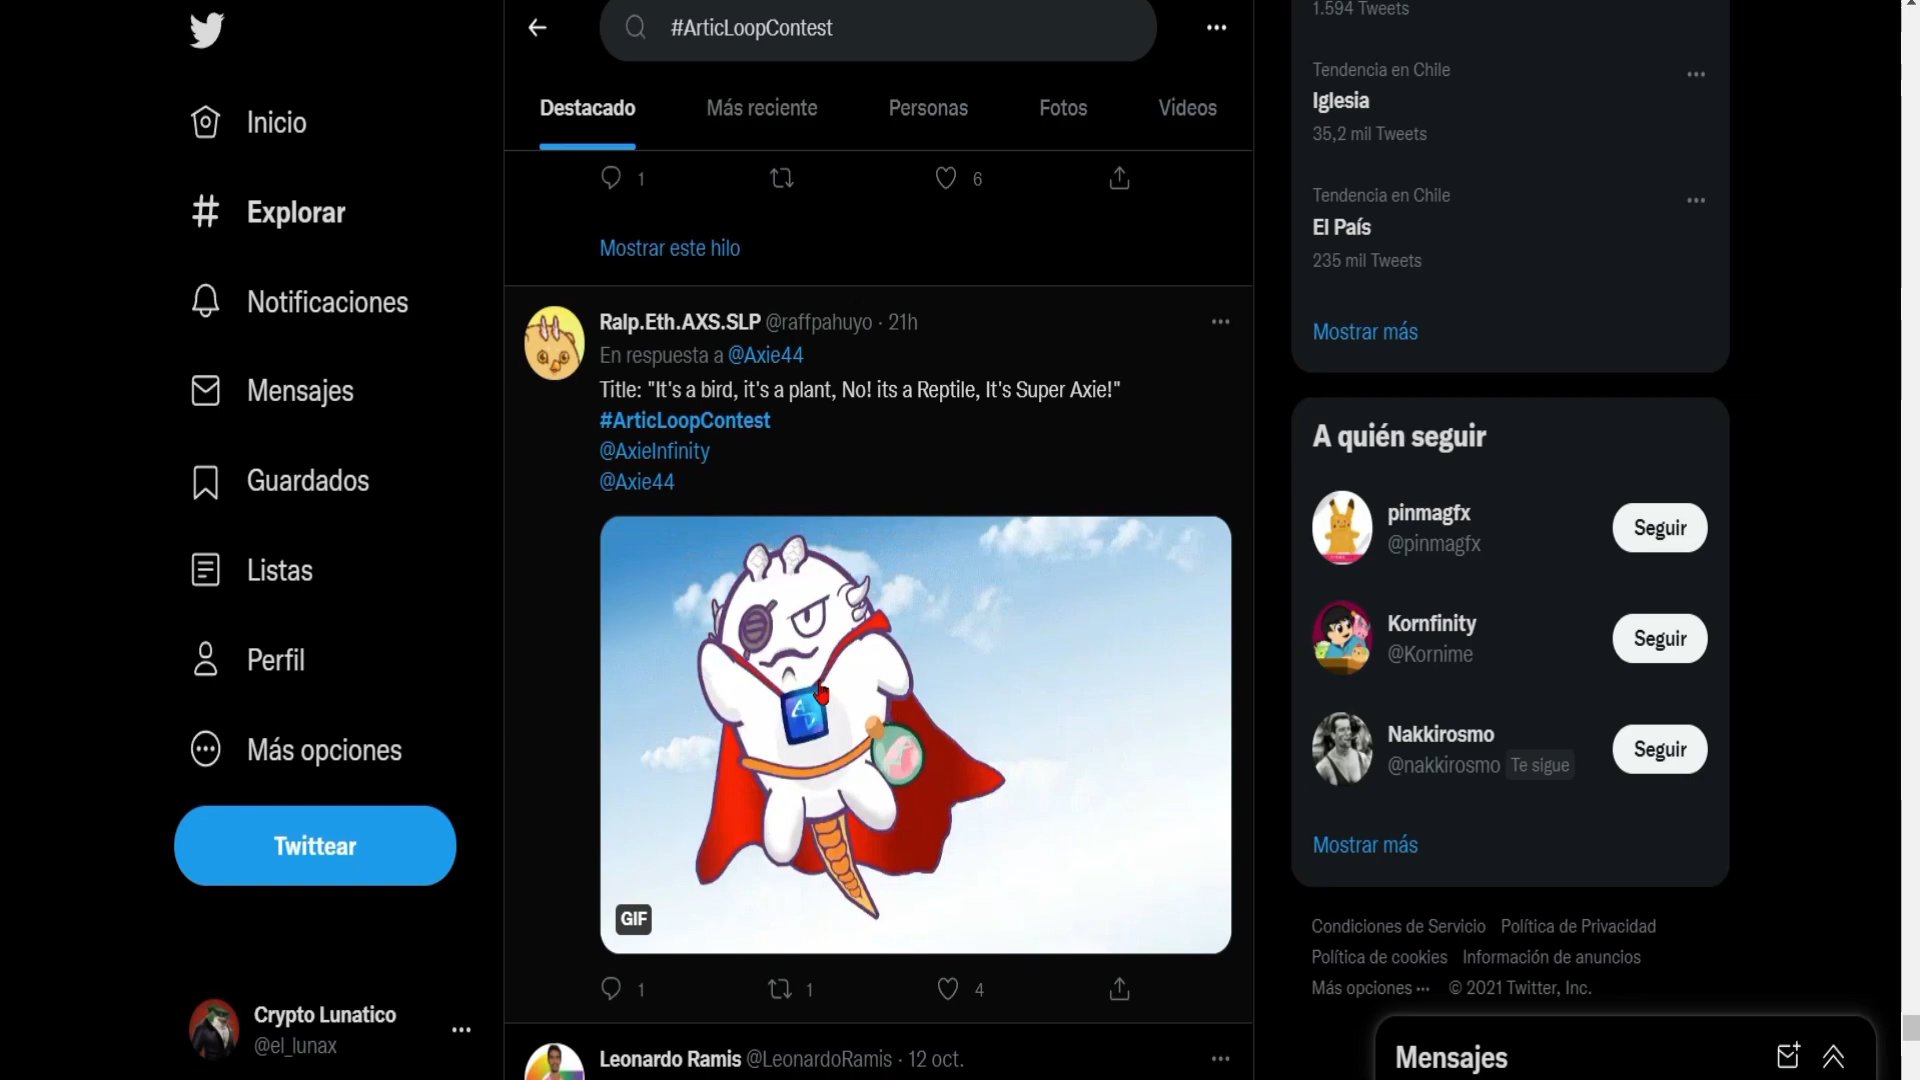 #ArticLoopContest
Destacado
Más reciente
Personas
Fotos
Videos
Inicio
Explorar
Notificaciones
Mensajes
Guardados
Listas
Perfil
Más opciones
Twittear
Crypto Lunatico
@el_lunax
1
6
Mostrar este hilo
Ralp.Eth.AXS.SLP @raffpahuyo · 21h
En respuesta a @Axie44
Title: "It's a bird, it's a plant, No! its a Reptile, It's Super Axie!"
#ArticLoopContest
@AxieInfinity
@Axie44
GIF
1
1
4
Leonardo Ramis @LeonardoRamis · 12 oct.
1.594 Tweets
Tendencia en Chile
Iglesia
35,2 mil Tweets
Tendencia en Chile
El País
235 mil Tweets
Mostrar más
A quién seguir
pinmagfx
@pinmagfx
Seguir
Kornfinity
@Kornime
Seguir
Nakkirosmo
@nakkirosmo Te sigue
Seguir
Mostrar más
Condiciones de Servicio Política de Privacidad
Política de cookies Información de anuncios
Más opciones ··· © 2021 Twitter, Inc.
Mensajes